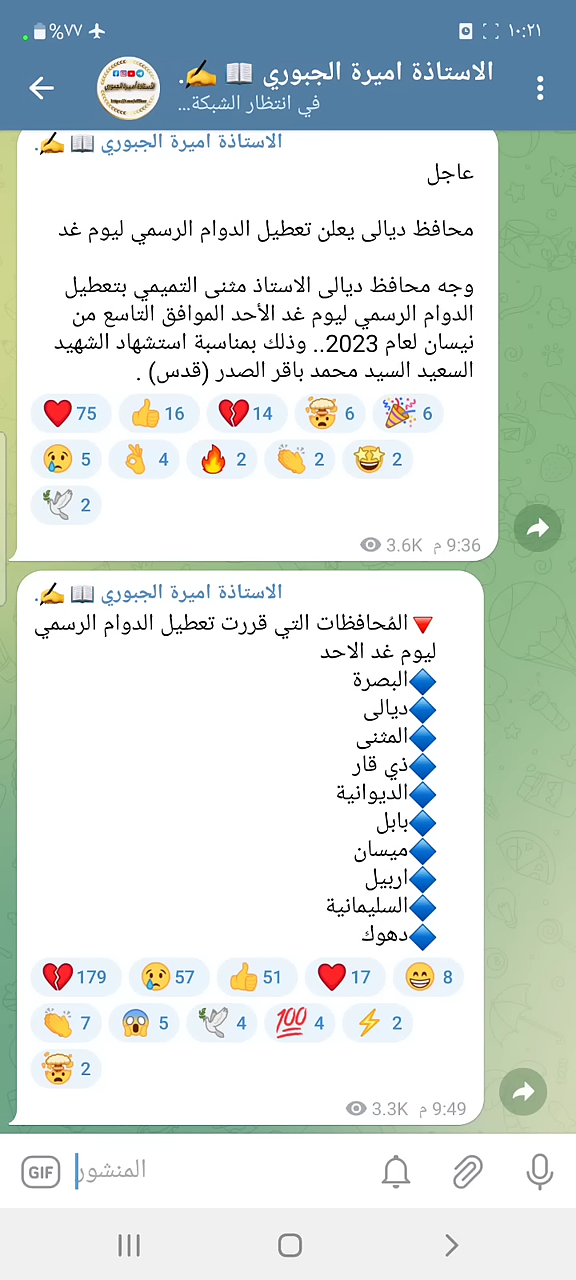 %٧٧
١٠:٢١
الاستاذة اميرة الجبوري 📖 ✍️.
في انتظار الشبكة...
الاستاذة اميرة الجبوري 📖 ✍️.
عاجل
محافظ ديالى يعلن تعطيل الدوام الرسمي ليوم غد
وجه محافظ ديالى الاستاذ مثنى التميمي بتعطيل
الدوام الرسمي ليوم غد الأحد الموافق التاسع من
نيسان لعام 2023.. وذلك بمناسبة استشهاد الشهيد
السعيد السيد محمد باقر الصدر (قدس) .
❤️ 75 👍 16 💔 14 🤯 6 🎉 6
😢 5 👌 4 🔥 2 👏 2 🤩 2
🕊 2
3.6K 9:36 م
الاستاذة اميرة الجبوري 📖 ✍️.
🔻المُحافظات التي قررت تعطيل الدوام الرسمي
ليوم غد الاحد
🔷البصرة
🔷ديالى
🔷المثنى
🔷ذي قار
🔷الديوانية
🔷بابل
🔷ميسان
🔷اربيل
🔷السليمانية
🔷دهوك
💔 179 😢 57 👍 51 ❤️ 17 😁 8
👏 7 😱 5 🕊 4 💯 4 ⚡ 2
🤯 2
3.3K 9:49 م
GIF
المنشور